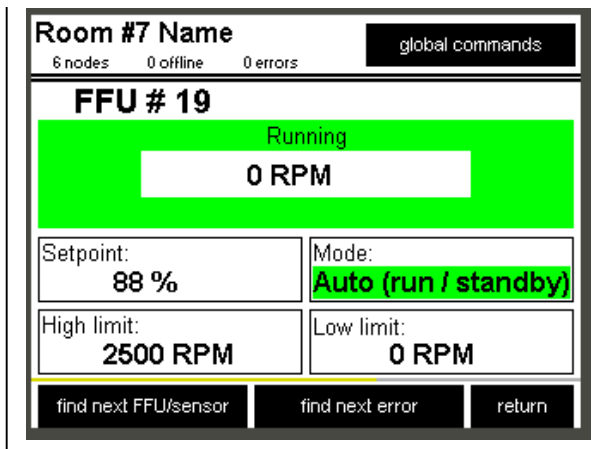 Room #7 Name
global commands
6 nodes 0 offline 0 errors
FFU # 19
Running
0 RPM
Setpoint:
88 %
Mode:
Auto (run / standby)
High limit:
2500 RPM
Low limit:
0 RPM
find next FFU/sensor
find next error
return